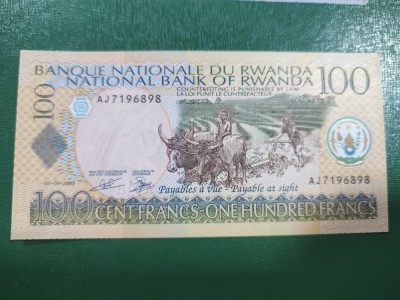 BANQUE NATIONALE DU RWANDA
NATIONAL BANK OF RWANDA
100
COUNTERFEITING IS PUNISHABLE BY LAW
LA LOI PUNIT LE CONTREFACTEUR
100
AJ7196898
AJ7196898
Payables à vue - Payable at sight
100 CENT FRANCS - ONE HUNDRED FRANCS